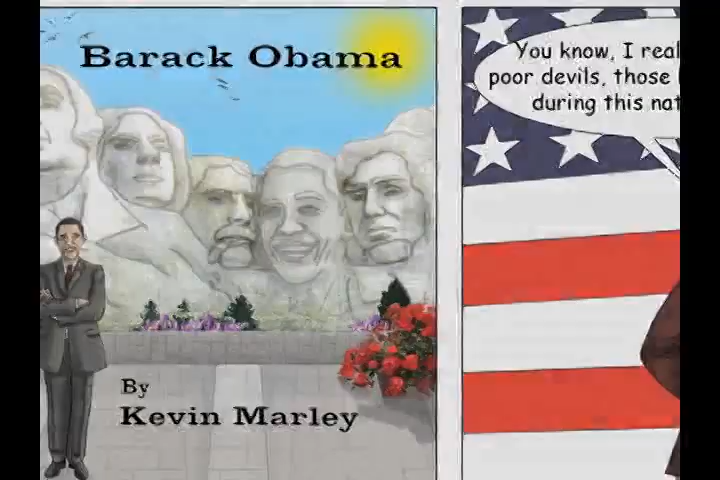 Barack Obama
By
Kevin Marley
You know, I real
poor devils, those
during this nat